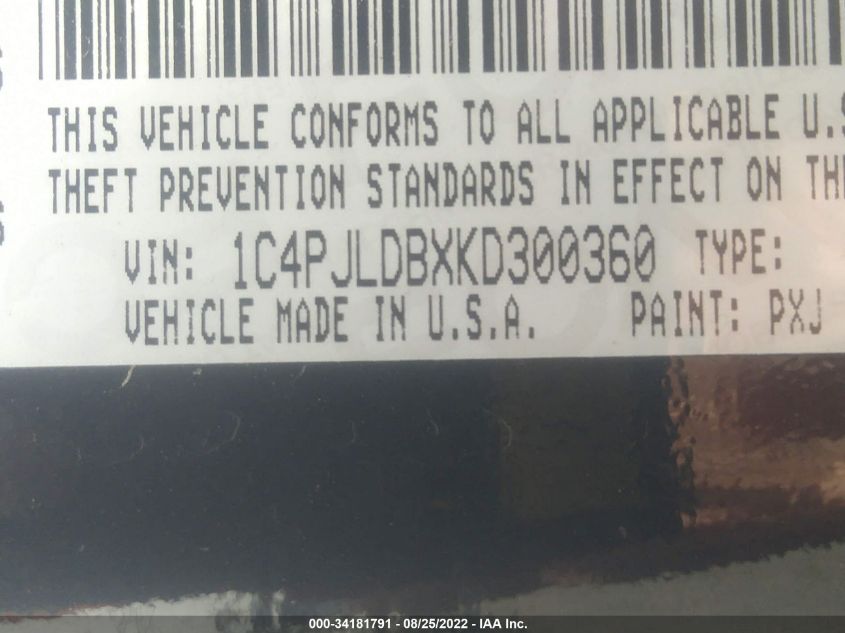 THIS VEHICLE CONFORMS TO ALL APPLICABLE U.S
THEFT PREVENTION STANDARDS IN EFFECT ON TH
VIN: 1C4PJLDBXKD300360 TYPE:
VEHICLE MADE IN U.S.A. PAINT: PXJ
000-34181791 - 08/25/2022 - IAA Inc.